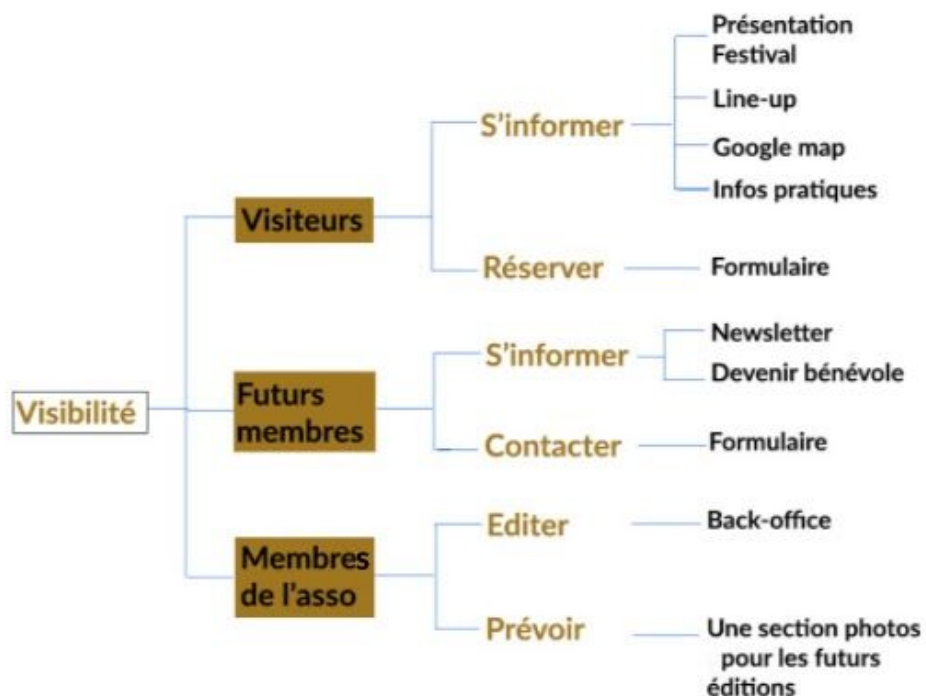 Visibilité
Visiteurs
S'informer
Présentation
Festival
Line-up
Google map
Infos pratiques
Réserver
Formulaire
Futurs
membres
S'informer
Newsletter
Devenir bénévole
Contacter
Formulaire
Membres
de l'asso
Editer
Back-office
Prévoir
Une section photos
pour les futurs
éditions